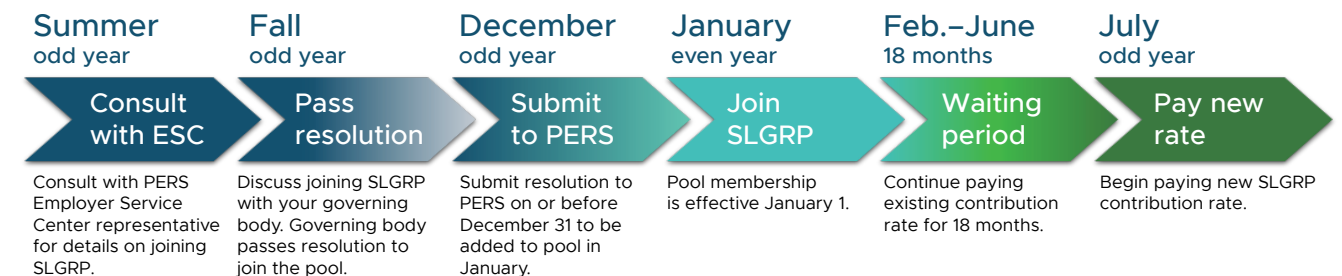 Summer
odd year
Fall
odd year
December
odd year
January
even year
Feb.–June
18 months
July
odd year
Consult
with ESC
Pass
resolution
Submit
to PERS
Join
SLGRP
Waiting
period
Pay new
rate
Consult with PERS
Employer Service
Center representative
for details on joining
SLGRP.
Discuss joining SLGRP
with your governing
body. Governing body
passes resolution to
join the pool.
Submit resolution to
PERS on or before
December 31 to be
added to pool in
January.
Pool membership
is effective January 1.
Continue paying
existing contribution
rate for 18 months.
Begin paying new SLGRP
contribution rate.